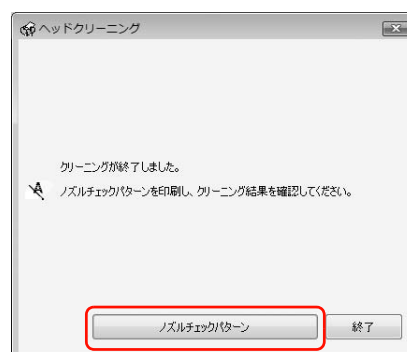 ヘッドクリーニング
クリーニングが終了しました。
ノズルチェックパターンを印刷し、クリーニング結果を確認してください。
ノズルチェックパターン
終了